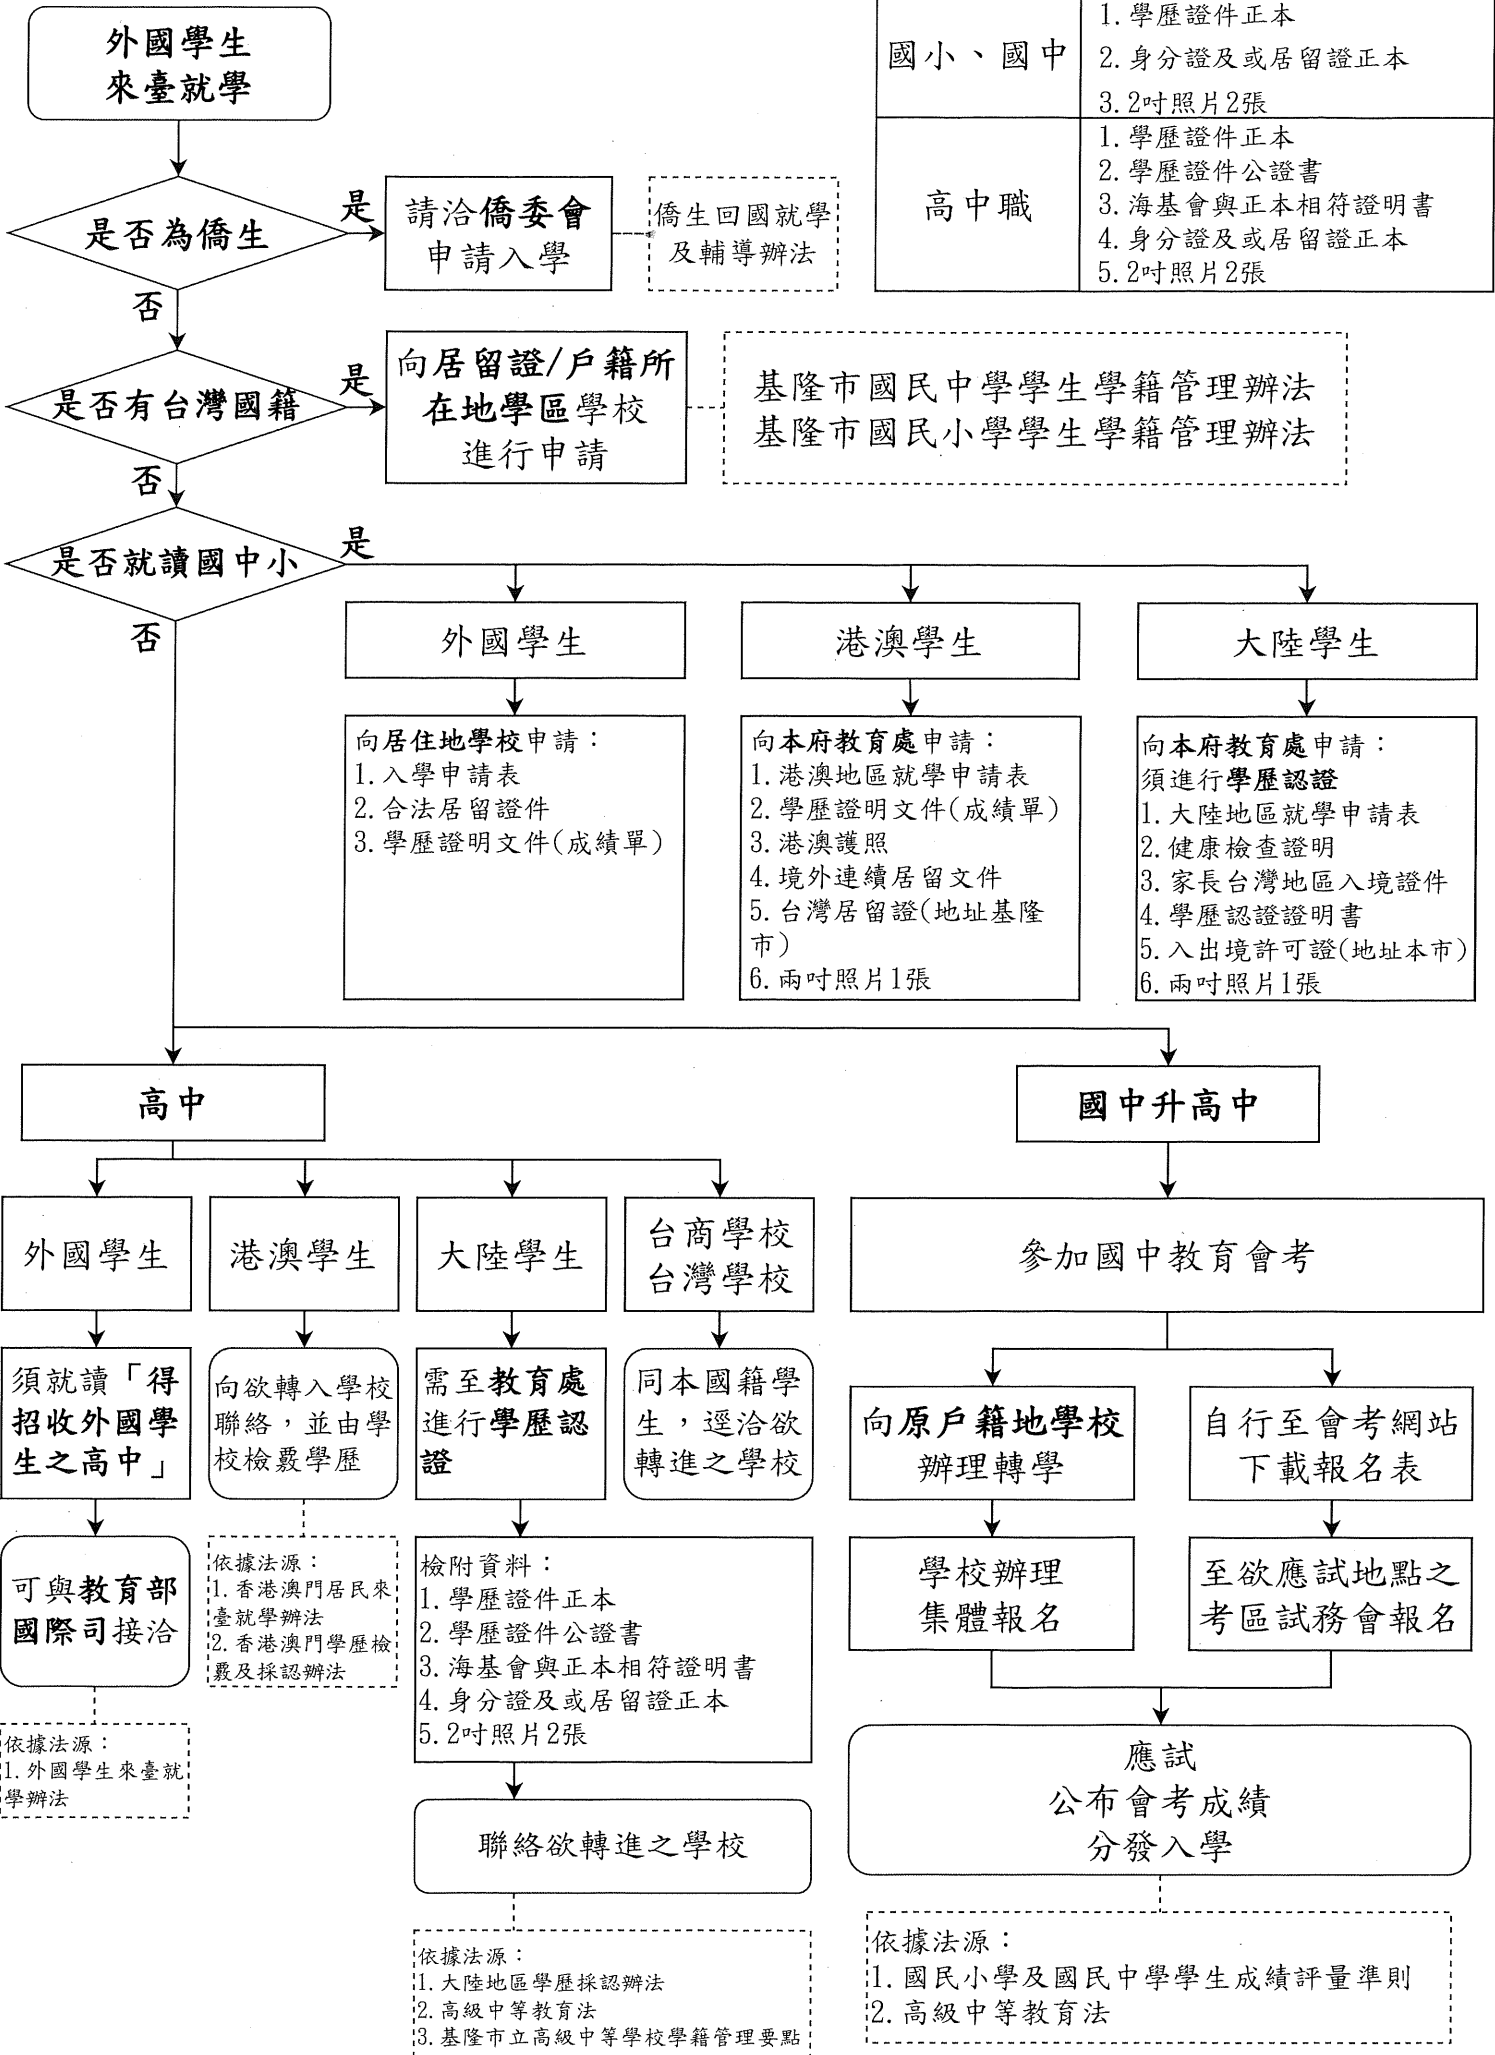 外國學生
來臺就學
國小、國中
1.學歷證件正本
2.身分證及或居留證正本
3.2吋照片2張
高中職
1.學歷證件正本
2.學歷證件公證書
3.海基會與正本相符證明書
4.身分證及或居留證正本
5.2吋照片2張
是否為僑生
是
請洽僑委會
申請入學
僑生回國就學
及輔導辦法
否
是否有台灣國籍
是
向居留證/戶籍所
在地學區學校
進行申請
基隆市國民中學學生學籍管理辦法
基隆市國民小學學生學籍管理辦法
否
是否就讀國中小
是
否
外國學生
港澳學生
大陸學生
向居住地學校申請：
1.入學申請表
2.合法居留證件
3.學歷證明文件(成績單)
向本府教育處申請：
1.港澳地區就學申請表
2.學歷證明文件(成績單)
3.港澳護照
4.境外連續居留文件
5.台灣居留證(地址基隆
市)
6.兩吋照片1張
向本府教育處申請：
須進行學歷認證
1.大陸地區就學申請表
2.健康檢查證明
3.家長台灣地區入境證件
4.學歷認證證明書
5.入出境許可證(地址本市)
6.兩吋照片1張
高中
國中升高中
外國學生
港澳學生
大陸學生
台商學校
台灣學校
參加國中教育會考
須就讀「得
招收外國學
生之高中」
向欲轉入學校
聯絡，並由學
校檢覈學歷
需至教育處
進行學歷認
證
同本國籍學
生，逕洽欲
轉進之學校
向原戶籍地學校
辦理轉學
自行至會考網站
下載報名表
可與教育部
國際司接洽
依據法源：
1.香港澳門居民來
臺就學辦法
2.香港澳門學歷檢
覈及採認辦法
檢附資料：
1.學歷證件正本
2.學歷證件公證書
3.海基會與正本相符證明書
4.身分證及或居留證正本
5.2吋照片2張
學校辦理
集體報名
至欲應試地點之
考區試務會報名
依據法源：
1.外國學生來臺就
學辦法
聯絡欲轉進之學校
應試
公布會考成績
分發入學
依據法源：
1.大陸地區學歷採認辦法
2.高級中等教育法
3.基隆市立高級中等學校學籍管理要點
依據法源：
1.國民小學及國民中學學生成績評量準則
2.高級中等教育法